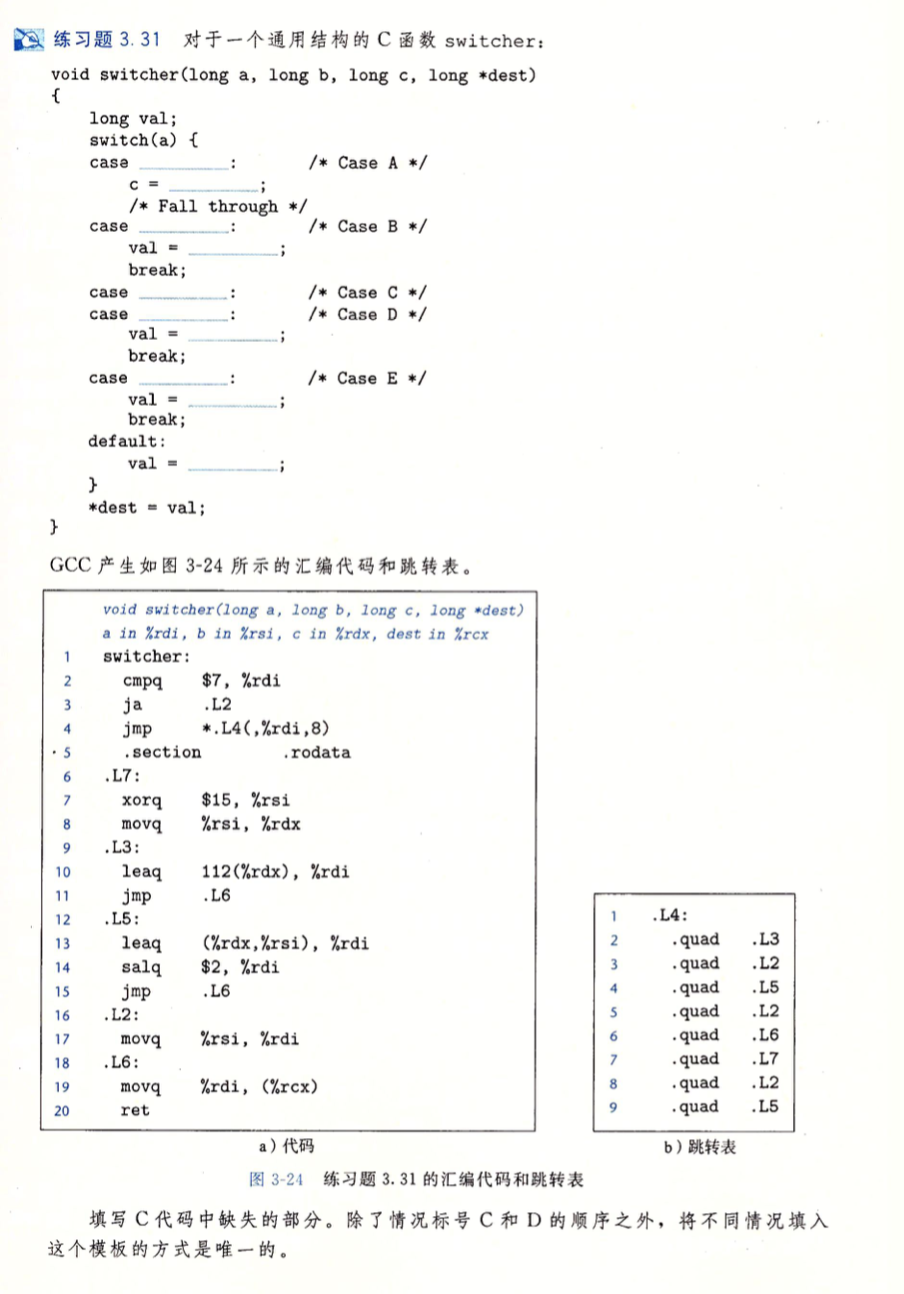 练习题 3.31 对于一个通用结构的 C 函数 switcher:
void switcher(long a, long b, long c, long *dest)
{
    long val;
    switch(a) {
    case ________:        /* Case A */
        c = ________;
        /* Fall through */
    case ________:        /* Case B */
        val = ________;
        break;
    case ________:        /* Case C */
    case ________:        /* Case D */
        val = ________;
        break;
    case ________:        /* Case E */
        val = ________;
        break;
    default:
        val = ________;
    }
    *dest = val;
}
GCC 产生如图 3-24 所示的汇编代码和跳转表。
void switcher(long a, long b, long c, long *dest)
a in %rdi, b in %rsi, c in %rdx, dest in %rcx
1 switcher:
2 cmpq $7, %rdi
3 ja .L2
4 jmp *.L4(,%rdi,8)
5 .section .rodata
6 .L7:
7 xorq $15, %rsi
8 movq %rsi, %rdx
9 .L3:
10 leaq 112(%rdx), %rdi
11 jmp .L6
12 .L5:
13 leaq (%rdx,%rsi), %rdi
14 salq $2, %rdi
15 jmp .L6
16 .L2:
17 movq %rsi, %rdi
18 .L6:
19 movq %rdi, (%rcx)
20 ret
a)代码
1 .L4:
2 .quad .L3
3 .quad .L2
4 .quad .L5
5 .quad .L2
6 .quad .L6
7 .quad .L7
8 .quad .L2
9 .quad .L5
b)跳转表
图 3-24 练习题 3.31 的汇编代码和跳转表
填写 C 代码中缺失的部分。除了情况标号 C 和 D 的顺序之外，将不同情况填入
这个模板的方式是唯一的。